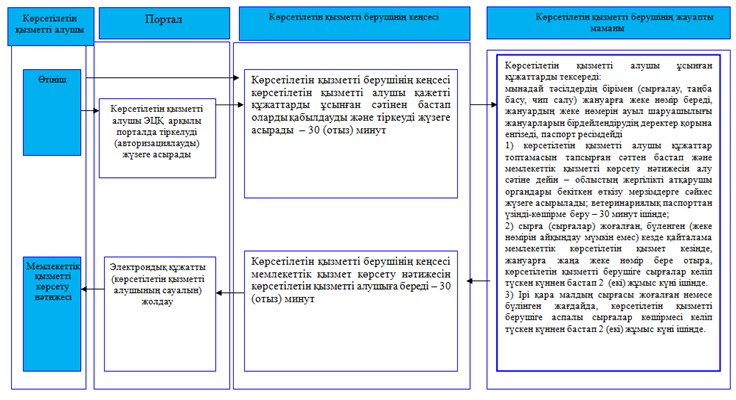 Көрсетілетін
қызметті алушы
Портал
Көрсетілетін қызметті берушінің кеңсесі
Көрсетілетін қызметті берушінің жауапты
маманы
Өтініш
Көрсетілетін қызметті
алушы ЭЦҚ арқылы
порталда тіркелуді
(авторизациялауды)
жүзеге асырады
Көрсетілетін қызметті берушінің кеңсесі
көрсетілетін қызметті алушы қажетті
құжаттарды ұсынған сәтінен бастап
оларды қабылдауды және тіркеуді жүзеге
асырады – 30 (отыз) минут
Көрсетілетін қызметті алушы ұсынған
құжаттарды тексереді:
мынадай тәсілдердің бірімен (сырғалау, таңба
басу, чип салу) жануарға жеке нөмір береді,
жануардың жеке нөмерін ауыл шаруашылығы
жануарларын бірдейлендірудің деректер қорына
енгізеді, паспорт ресімдейді
1) көрсетілетін қызметті алушы құжаттар
топтамасын тапсырған сәттен бастап және
мемлекеттік қызметті көрсету нәтижесін алу
сәтіне дейін – облыстың жергілікті атқарушы
органдары бекіткен өткізу мерзімдерге сәйкес
жүзеге асырылады; ветеринариялық паспорттан
үзінді-көшірме беру – 30 минут ішінде;
2) сырға (сырғалар) жоғалған, бүленген (жеке
нөмірін айқындау мүмкін емес) кезде қайталама
мемлекеттік көрсетілетін қызмет кезінде,
жануарға жаңа жеке нөмір бере отыра,
көрсетілетін қызметті берушіге сырғалар келіп
түскен күннен бастап 2 (екі) жұмыс күні ішінде.
3) Ірі қара малдың сырғасы жоғалған немесе
бүлінген жағдайда, көрсетілетін қызметті
берушіге аспалы сырғалар көшірмесі келіп
түскен күннен бастап 2 (екі) жұмыс күні ішінде.
Мемлекеттік
қызметті
көрсету
нәтижесі
Электрондық құжатты
(көрсетілетін қызметті
алушының сауалын)
жолдау
Көрсетілетін қызметті берушінің кеңсесі
мемлекеттік қызмет көрсету нәтижесін
көрсетілетін қызметті алушыға береді – 30
(отыз) минут